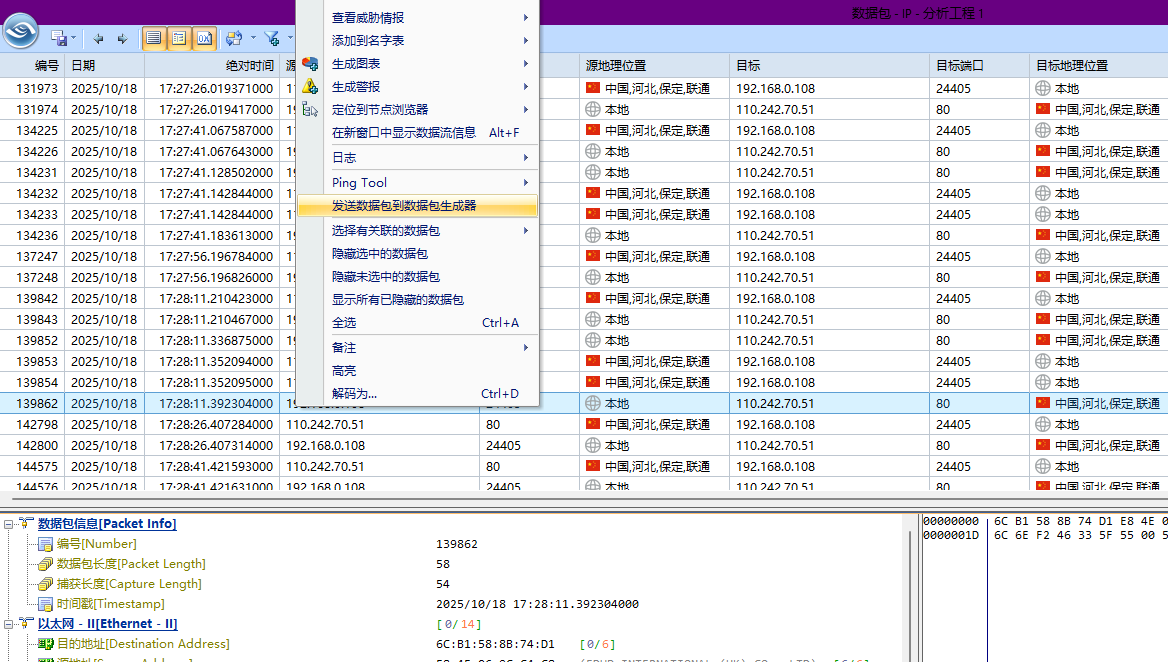 数据包 - IP - 分析工程 1
查看威胁情报
添加到名字表
生成图表
生成警报
定位到节点浏览器
在新窗口中显示数据流信息 Alt+F
日志
Ping Tool
发送数据包到数据包生成器
选择有关联的数据包
隐藏选中的数据包
隐藏未选中的数据包
显示所有已隐藏的数据包
全选 Ctrl+A
备注
高亮
解码为... Ctrl+D
编号 日期 绝对时间 源地理位置 目标 目标端口 目标地理位置
131973 2025/10/18 17:27:26.019371000 中国,河北,保定,联通 192.168.0.108 24405 本地
131974 2025/10/18 17:27:26.019417000 本地 110.242.70.51 80 中国,河北,保定,联通
134225 2025/10/18 17:27:41.067587000 中国,河北,保定,联通 192.168.0.108 24405 本地
134226 2025/10/18 17:27:41.067643000 本地 110.242.70.51 80 中国,河北,保定,联通
134231 2025/10/18 17:27:41.128502000 本地 110.242.70.51 80 中国,河北,保定,联通
134232 2025/10/18 17:27:41.142844000 中国,河北,保定,联通 192.168.0.108 24405 本地
134233 2025/10/18 17:27:41.142844000 中国,河北,保定,联通 192.168.0.108 24405 本地
134236 2025/10/18 17:27:41.183613000 本地 110.242.70.51 80 中国,河北,保定,联通
137247 2025/10/18 17:27:56.196784000 中国,河北,保定,联通 192.168.0.108 24405 本地
137248 2025/10/18 17:27:56.196826000 本地 110.242.70.51 80 中国,河北,保定,联通
139842 2025/10/18 17:28:11.210423000 中国,河北,保定,联通 192.168.0.108 24405 本地
139843 2025/10/18 17:28:11.210467000 本地 110.242.70.51 80 中国,河北,保定,联通
139852 2025/10/18 17:28:11.336875000 本地 110.242.70.51 80 中国,河北,保定,联通
139853 2025/10/18 17:28:11.352094000 中国,河北,保定,联通 192.168.0.108 24405 本地
139854 2025/10/18 17:28:11.352095000 中国,河北,保定,联通 192.168.0.108 24405 本地
139862 2025/10/18 17:28:11.392304000 本地 110.242.70.51 80 中国,河北,保定,联通
142798 2025/10/18 17:28:26.407284000 110.242.70.51 80 中国,河北,保定,联通 192.168.0.108 24405 本地
142800 2025/10/18 17:28:26.407314000 192.168.0.108 24405 本地 110.242.70.51 80 中国,河北,保定,联通
144575 2025/10/18 17:28:41.421593000 110.242.70.51 80 中国,河北,保定,联通 192.168.0.108 24405 本地
144576 2025/10/18 17:28:41.421631000 192.168.0.108 24405 本地 110.242.70.51 80 中国,河北,保定,联通
数据包信息[Packet Info]
编号[Number] 139862
数据包长度[Packet Length] 58
捕获长度[Capture Length] 54
时间戳[Timestamp] 2025/10/18 17:28:11.392304000
以太网 - II[Ethernet - II] [0/14]
目的地址[Destination Address] 6C:B1:58:8B:74:D1 [0/6]
00000000 6C B1 58 8B 74 D1 E8 4E 0
0000001D 6C 6E F2 46 33 5F 55 00 5